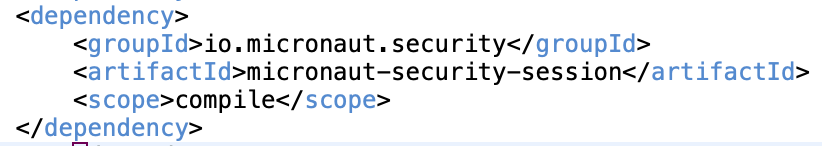 <dependency>
    <groupId>io.micronaut.security</groupId>
    <artifactId>micronaut-security-session</artifactId>
    <scope>compile</scope>
</dependency>